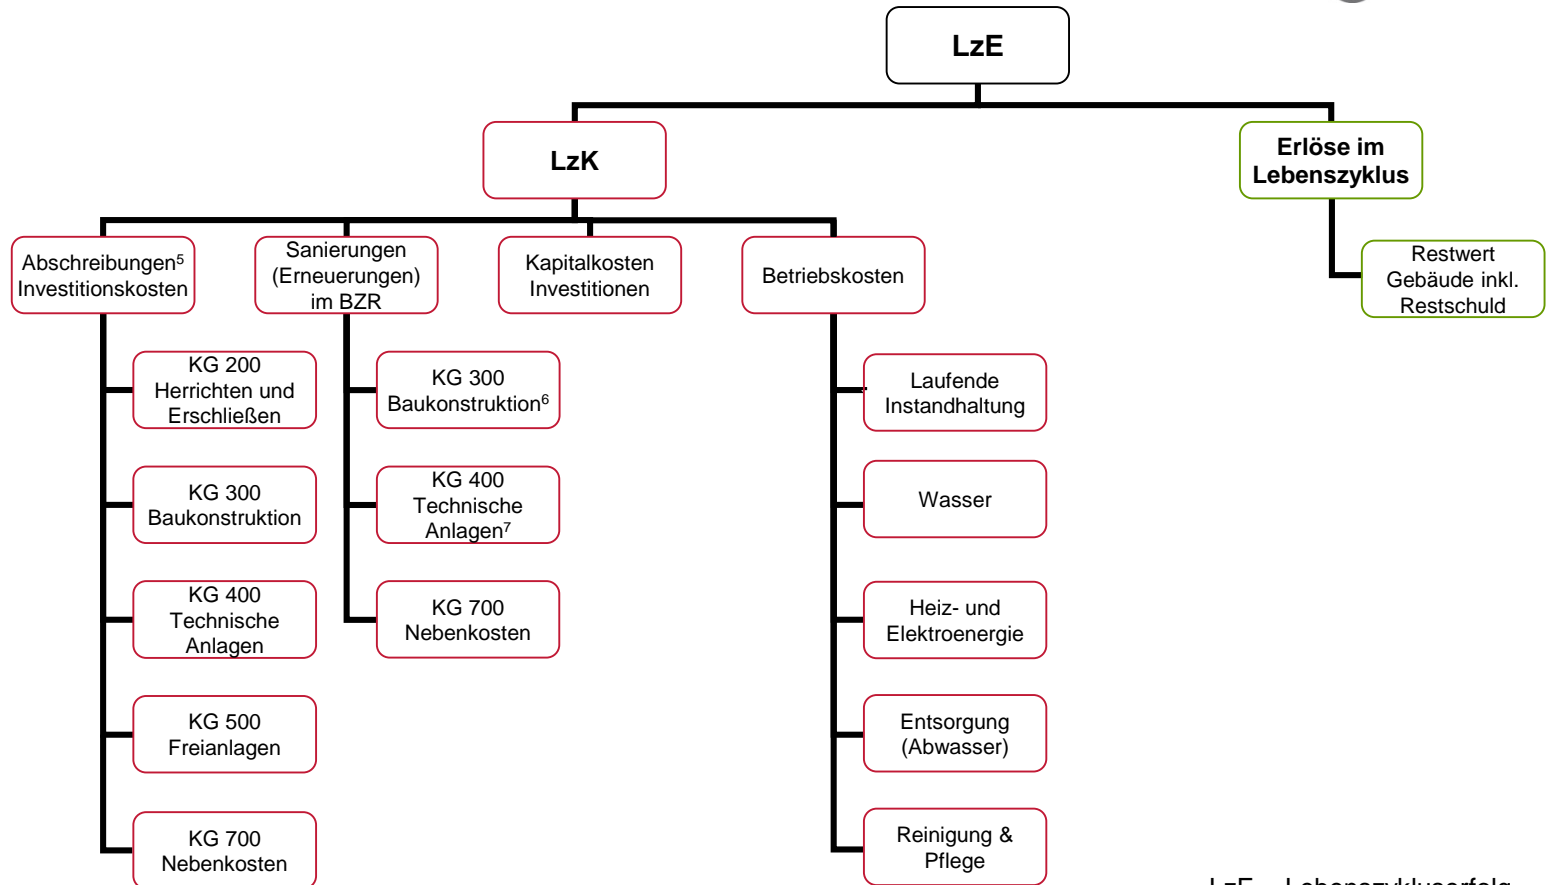 LzE
LzK
Erlöse im
Lebenszyklus
Abschreibungen⁵
Investitionskosten
Sanierungen
(Erneuerungen)
im BZR
Kapitalkosten
Investitionen
Betriebskosten
Restwert
Gebäude inkl.
Restschuld
KG 200
Herrichten und
Erschließen
KG 300
Baukonstruktion
KG 400
Technische
Anlagen
KG 500
Freianlagen
KG 700
Nebenkosten
KG 300
Baukonstruktion⁶
KG 400
Technische
Anlagen⁷
KG 700
Nebenkosten
Laufende
Instandhaltung
Wasser
Heiz- und
Elektroenergie
Entsorgung
(Abwasser)
Reinigung &
Pflege
LzE Lebenszykluserfolg